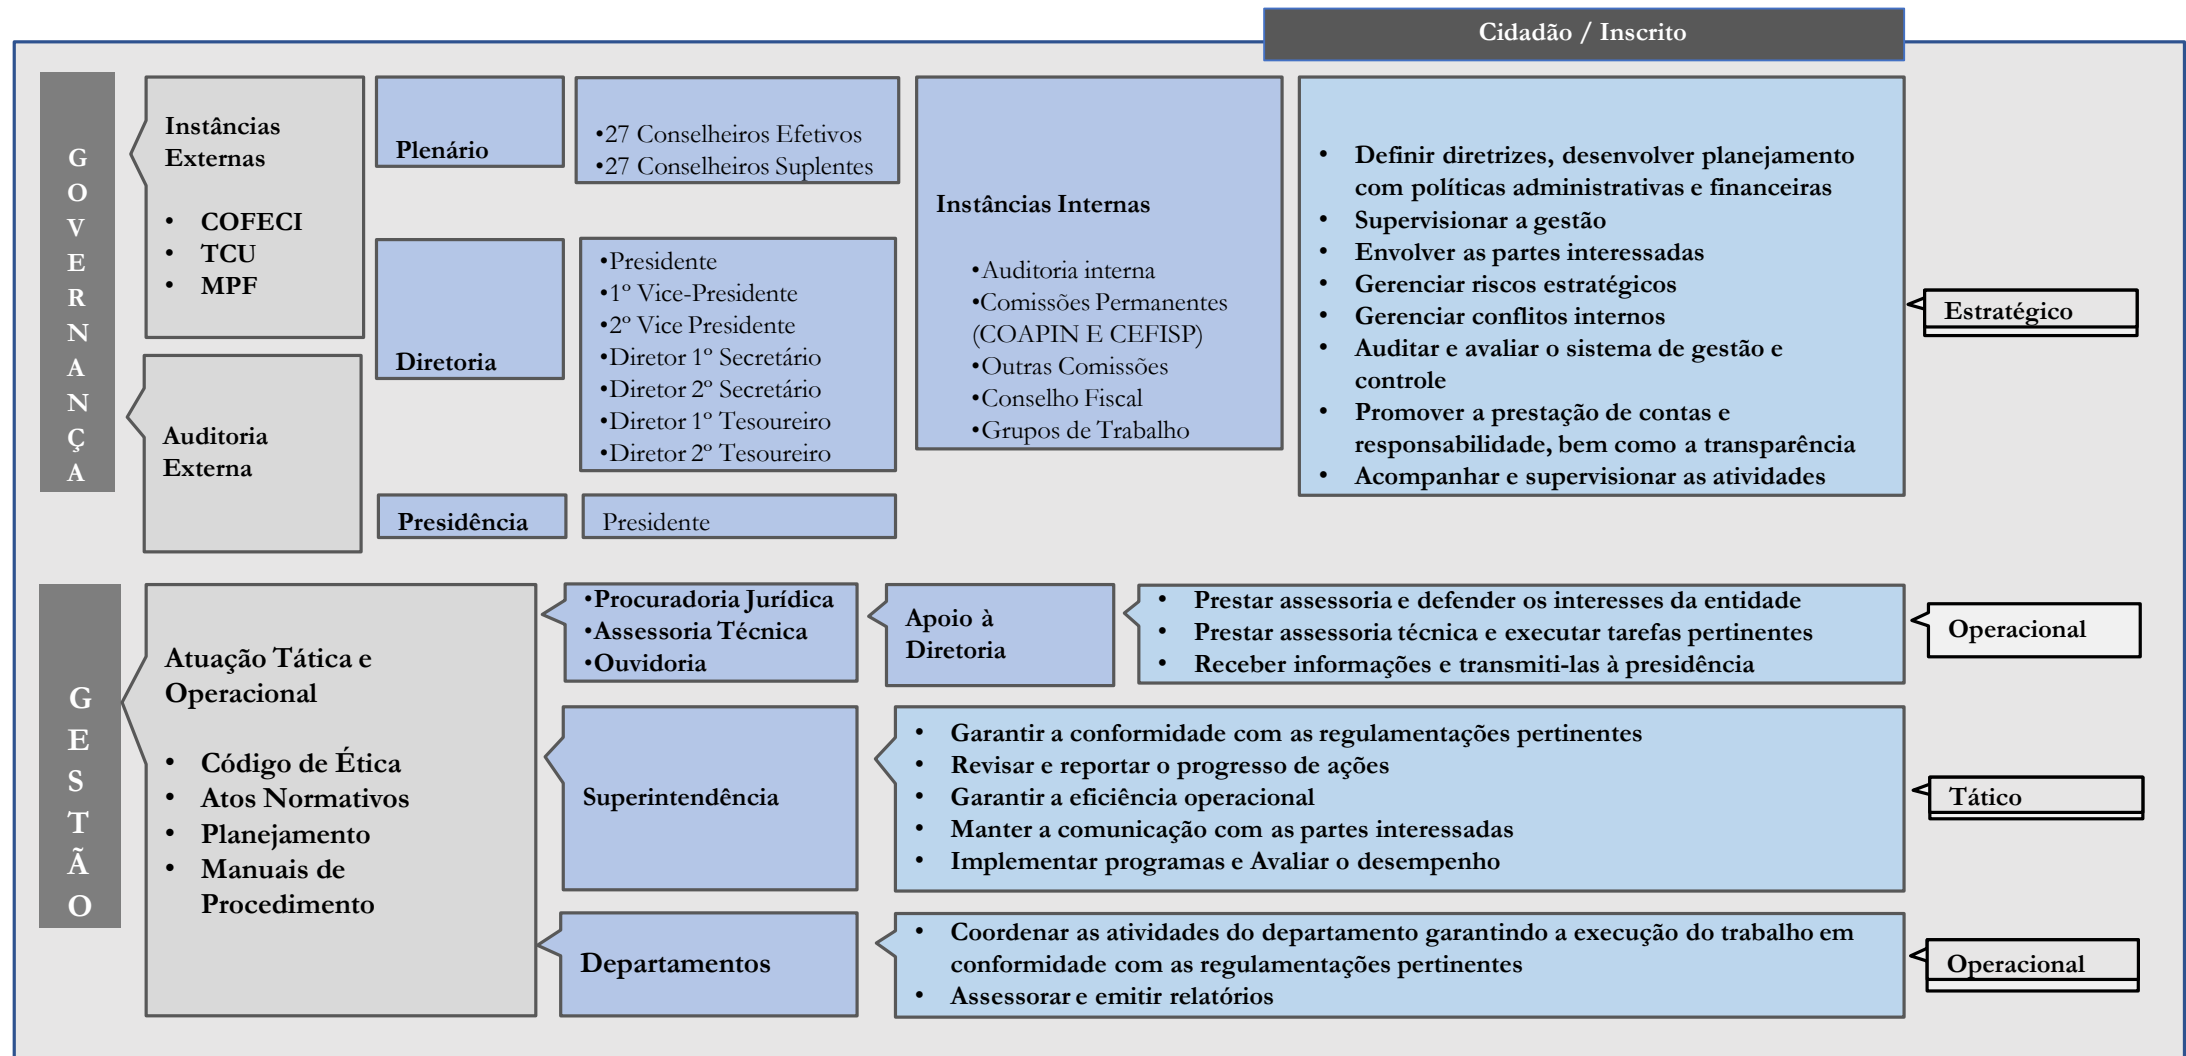 Cidadão / Inscrito
G
O
V
E
R
N
A
N
Ç
A
Instâncias
Externas
• COFECI
• TCU
• MPF
Auditoria
Externa
Plenário
•27 Conselheiros Efetivos
•27 Conselheiros Suplentes
Diretoria
•Presidente
•1º Vice-Presidente
•2º Vice Presidente
•Diretor 1º Secretário
•Diretor 2º Secretário
•Diretor 1º Tesoureiro
•Diretor 2º Tesoureiro
Presidência
Presidente
Instâncias Internas
•Auditoria interna
•Comissões Permanentes
(COAPIN E CEFISP)
•Outras Comissões
•Conselho Fiscal
•Grupos de Trabalho
• Definir diretrizes, desenvolver planejamento
com políticas administrativas e financeiras
• Supervisionar a gestão
• Envolver as partes interessadas
• Gerenciar riscos estratégicos
• Gerenciar conflitos internos
• Auditar e avaliar o sistema de gestão e
controle
• Promover a prestação de contas e
responsabilidade, bem como a transparência
• Acompanhar e supervisionar as atividades
Estratégico
G
E
S
T
Ã
O
Atuação Tática e
Operacional
• Código de Ética
• Atos Normativos
• Planejamento
• Manuais de
Procedimento
•Procuradoria Jurídica
•Assessoria Técnica
•Ouvidoria
Apoio à
Diretoria
• Prestar assessoria e defender os interesses da entidade
• Prestar assessoria técnica e executar tarefas pertinentes
• Receber informações e transmiti-las à presidência
Operacional
Superintendência
• Garantir a conformidade com as regulamentações pertinentes
• Revisar e reportar o progresso de ações
• Garantir a eficiência operacional
• Manter a comunicação com as partes interessadas
• Implementar programas e Avaliar o desempenho
Tático
Departamentos
• Coordenar as atividades do departamento garantindo a execução do trabalho em
conformidade com as regulamentações pertinentes
• Assessorar e emitir relatórios
Operacional